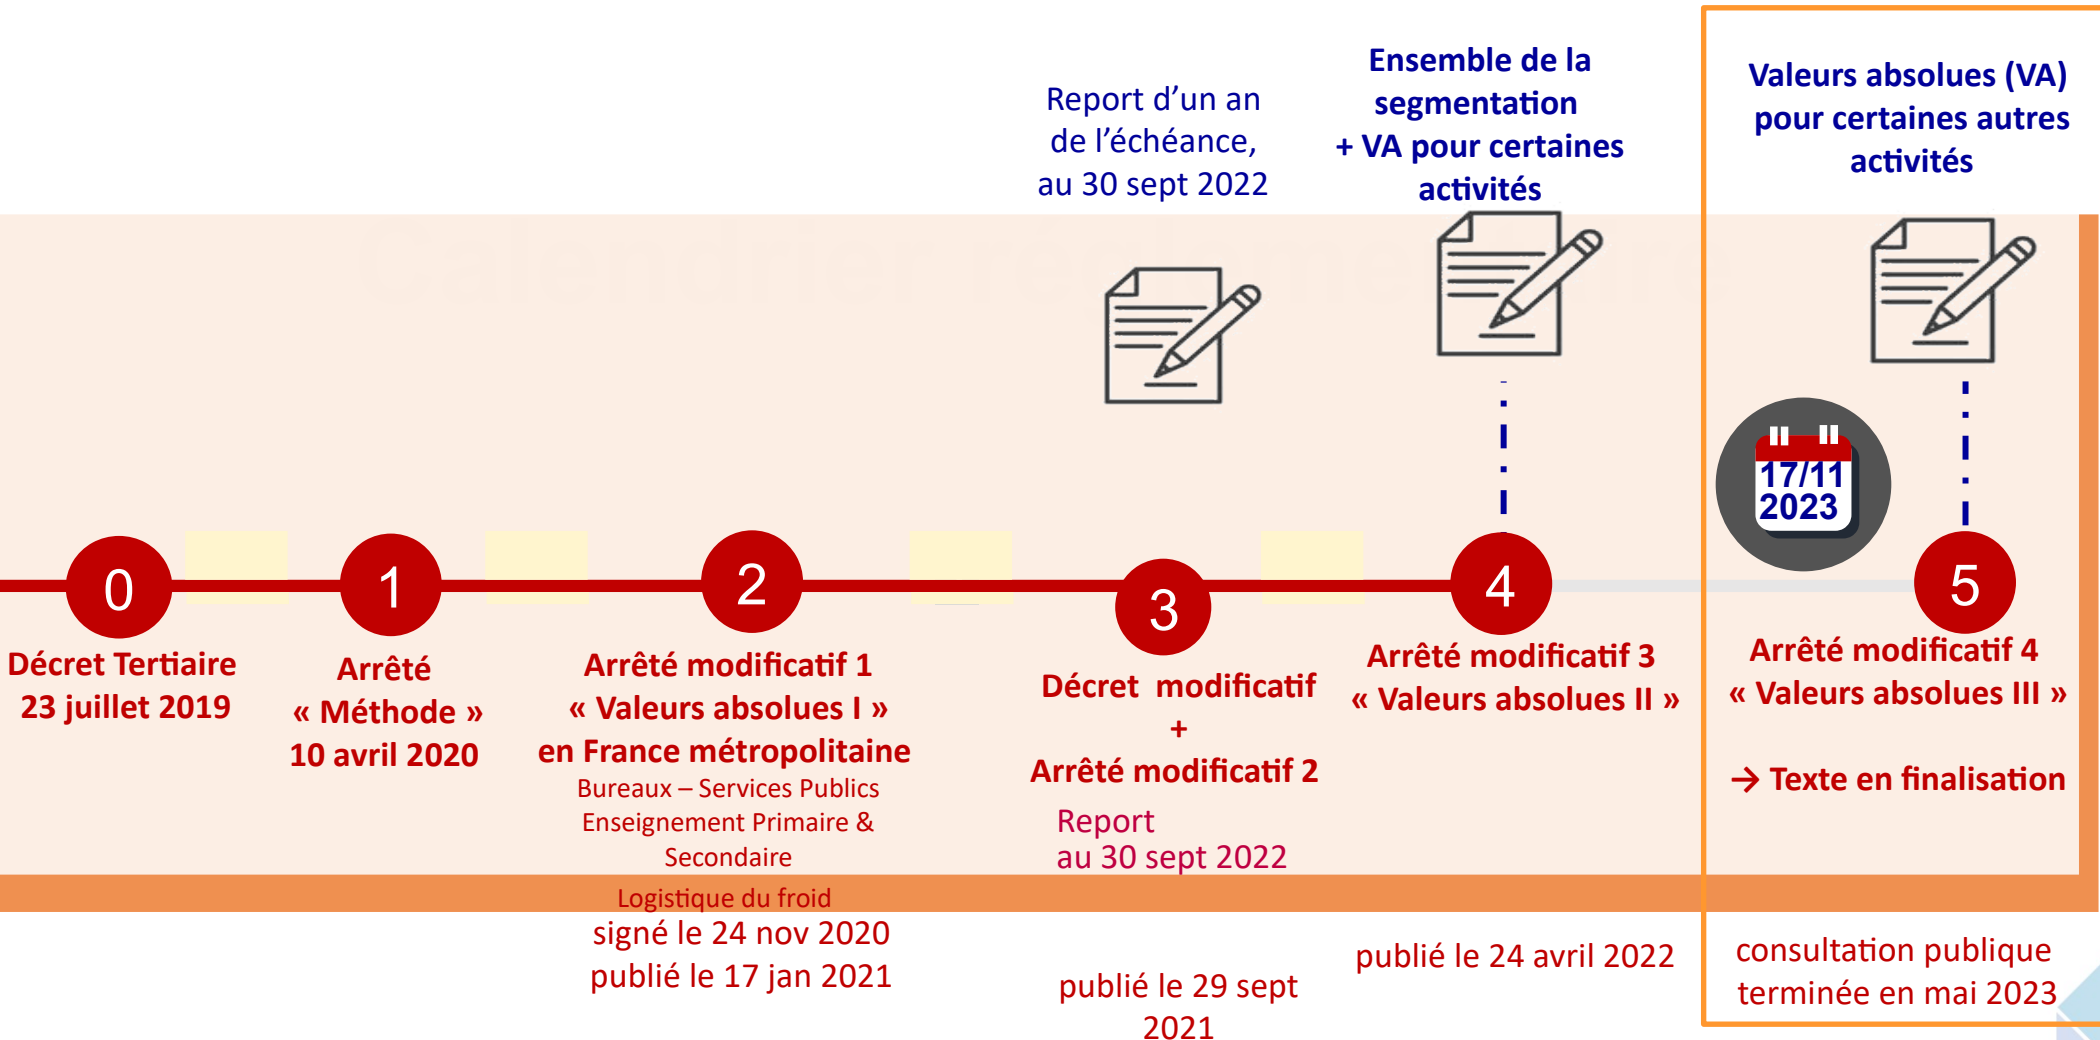 Report d’un an
de l’échéance,
au 30 sept 2022
Ensemble de la
segmentation
+ VA pour certaines
activités
Valeurs absolues (VA)
pour certaines autres
activités
17/11
2023
0
1
2
3
4
5
Décret Tertiaire
23 juillet 2019
Arrêté
« Méthode »
10 avril 2020
Arrêté modificatif 1
« Valeurs absolues I »
en France métropolitaine
Bureaux – Services Publics
Enseignement Primaire &
Secondaire
Logistique du froid
signé le 24 nov 2020
publié le 17 jan 2021
Décret modificatif
+
Arrêté modificatif 2
Report
au 30 sept 2022
publié le 29 sept
2021
Arrêté modificatif 3
« Valeurs absolues II »
publié le 24 avril 2022
Arrêté modificatif 4
« Valeurs absolues III »
→ Texte en finalisation
consultation publique
terminée en mai 2023